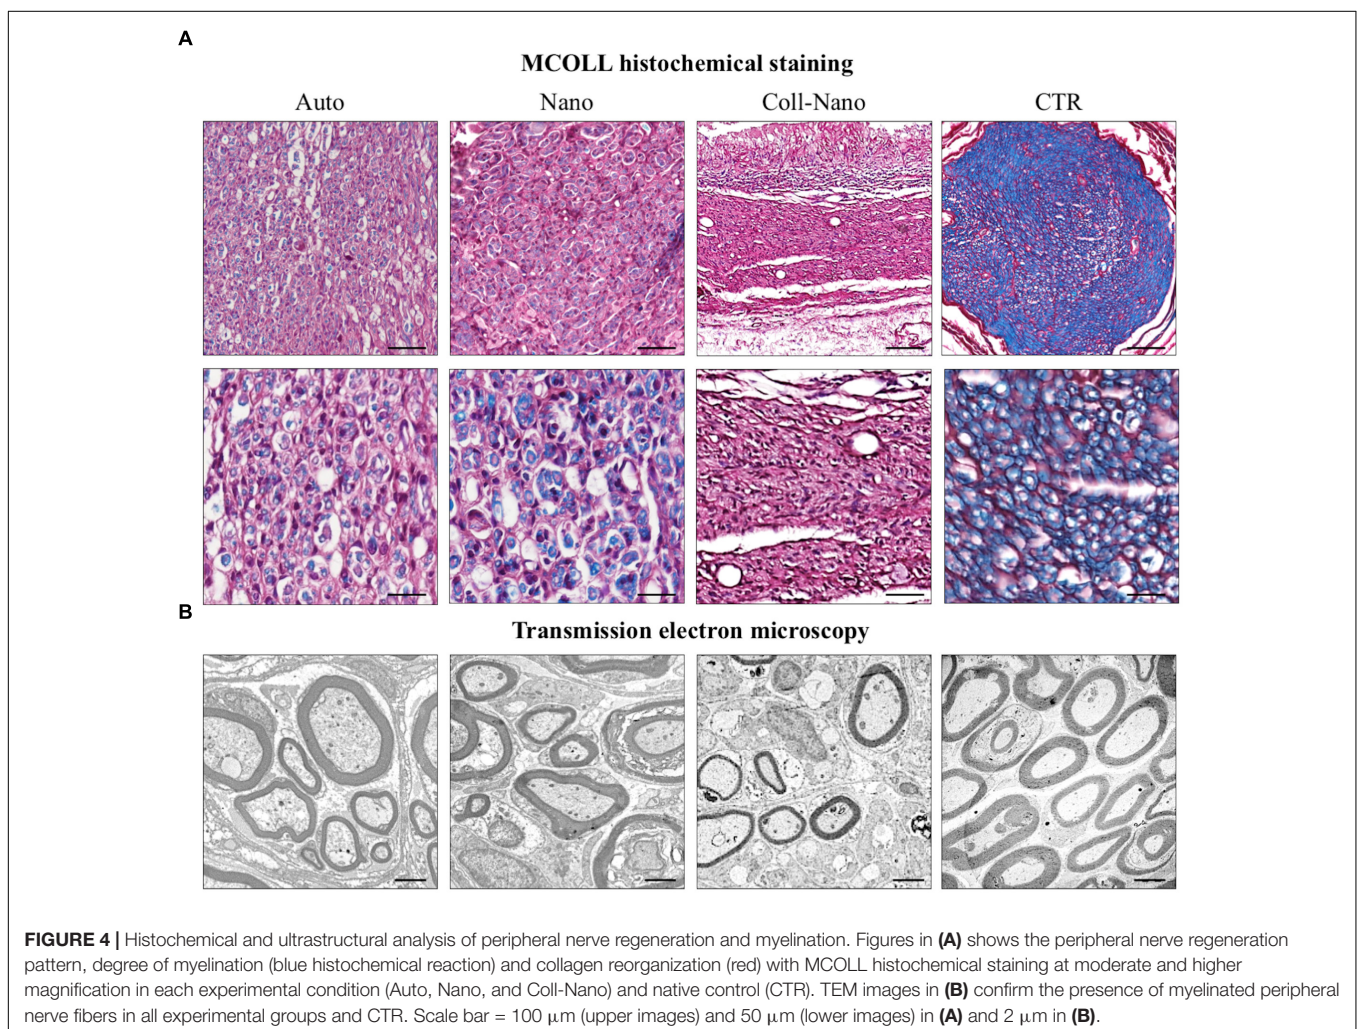 A
MCOLL histochemical staining
Auto Nano Coll-Nano CTR
B
Transmission electron microscopy
FIGURE 4 | Histochemical and ultrastructural analysis of peripheral nerve regeneration and myelination. Figures in (A) shows the peripheral nerve regeneration
pattern, degree of myelination (blue histochemical reaction) and collagen reorganization (red) with MCOLL histochemical staining at moderate and higher
magnification in each experimental condition (Auto, Nano, and Coll-Nano) and native control (CTR). TEM images in (B) confirm the presence of myelinated peripheral
nerve fibers in all experimental groups and CTR. Scale bar = 100 μm (upper images) and 50 μm (lower images) in (A) and 2 μm in (B).